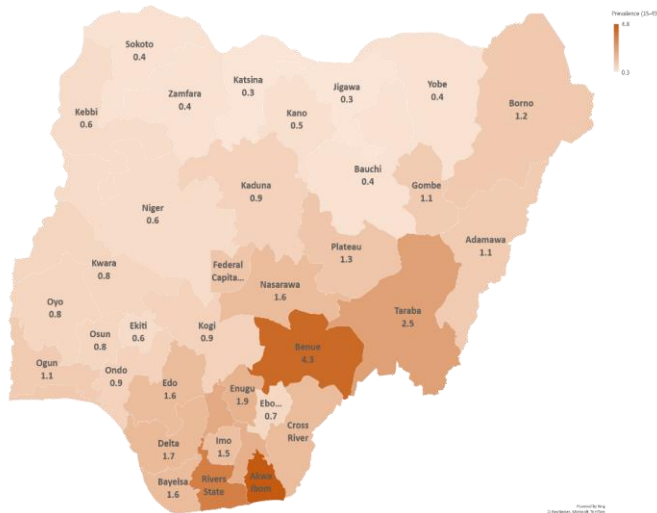 Prevalence (15-49)
4.8
0.3
Sokoto
0.4
Zamfara
0.4
Katsina
0.3
Jigawa
0.3
Yobe
0.4
Borno
1.2
Kebbi
0.6
Kano
0.5
Bauchi
0.4
Gombe
1.1
Kaduna
0.9
Niger
0.6
Adamawa
1.1
Plateau
1.3
Federal
Capita...
Kwara
0.8
Nasarawa
1.6
Taraba
2.5
Oyo
0.8
Osun
0.8
Ekiti
0.6
Kogi
0.9
Benue
4.3
Ogun
1.1
Ondo
0.9
Edo
1.6
Enugu
1.9
Ebo...
0.7
Cross
River
Delta
1.7
Imo
1.5
Bayelsa
1.6
Rivers
State
Akwa
Ibom
Powered by Bing